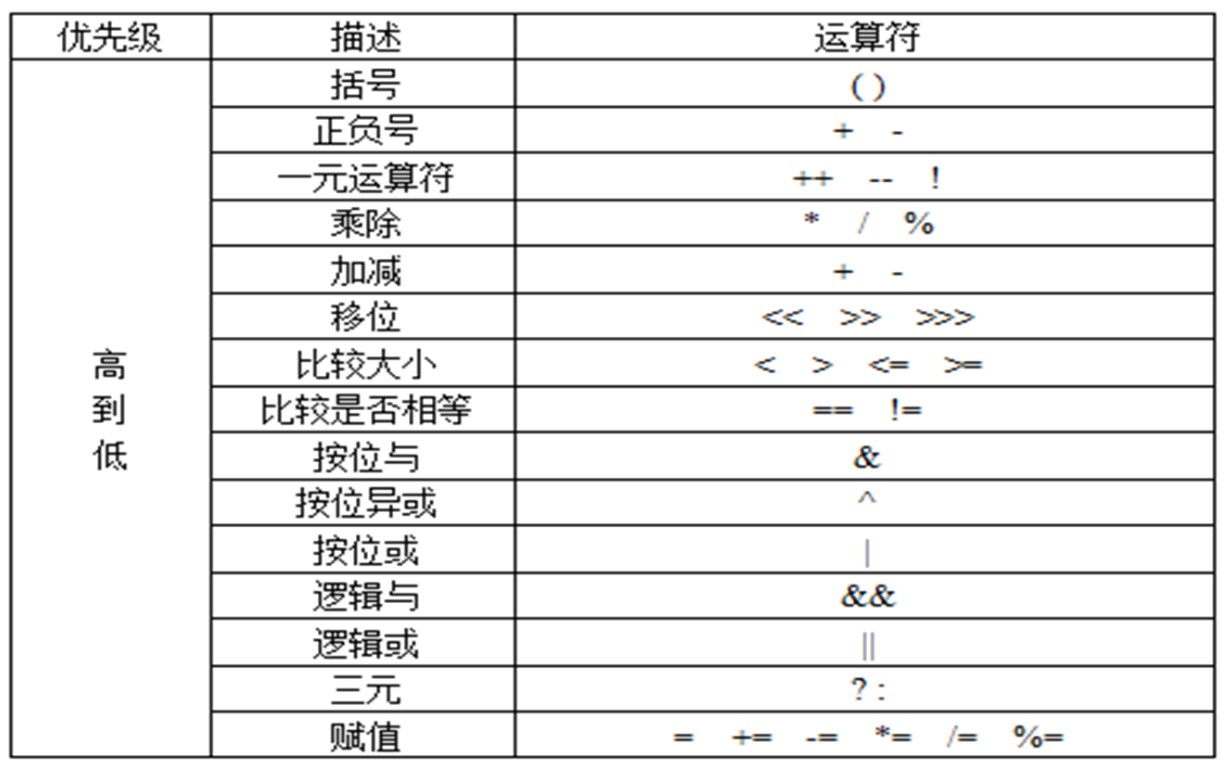 优先级 描述 运算符
括号 ( )
正负号 + -
一元运算符 ++ -- !
乘除 * / %
加减 + -
移位 << >> >>>
高 比较大小 < > <= >=
到 比较是否相等 == !=
低 按位与 &
按位异或 ^
按位或 |
逻辑与 &&
逻辑或 ||
三元 ? :
赋值 = += -= *= /= %=